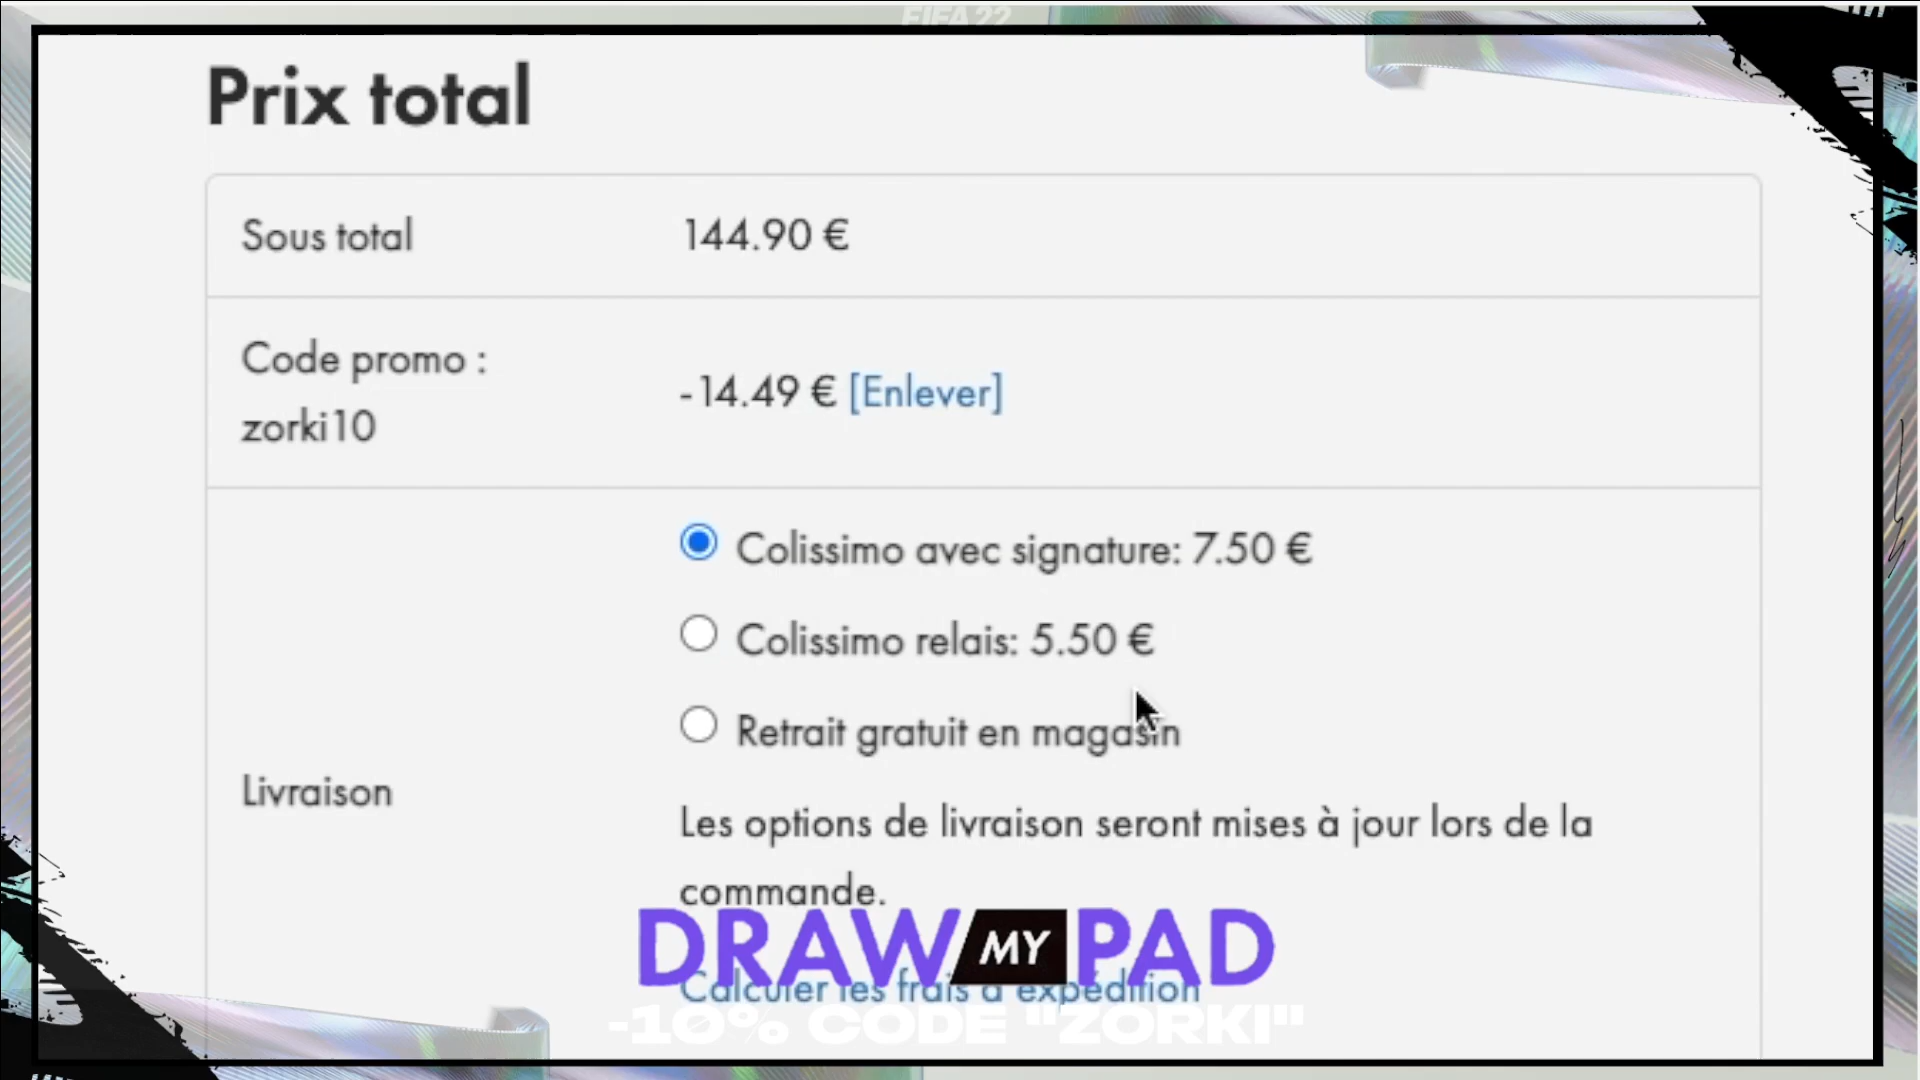 FIFA 22
Prix total
Sous total 144.90 €
Code promo :
zorki10
-14.49 € [Enlever]
Colissimo avec signature: 7.50 €
Colissimo relais: 5.50 €
Retrait gratuit en magasin
Livraison
Les options de livraison seront mises à jour lors de la
commande.
DRAW MY PAD
Calculer les frais d'expédition
-10% CODE "ZORKI"